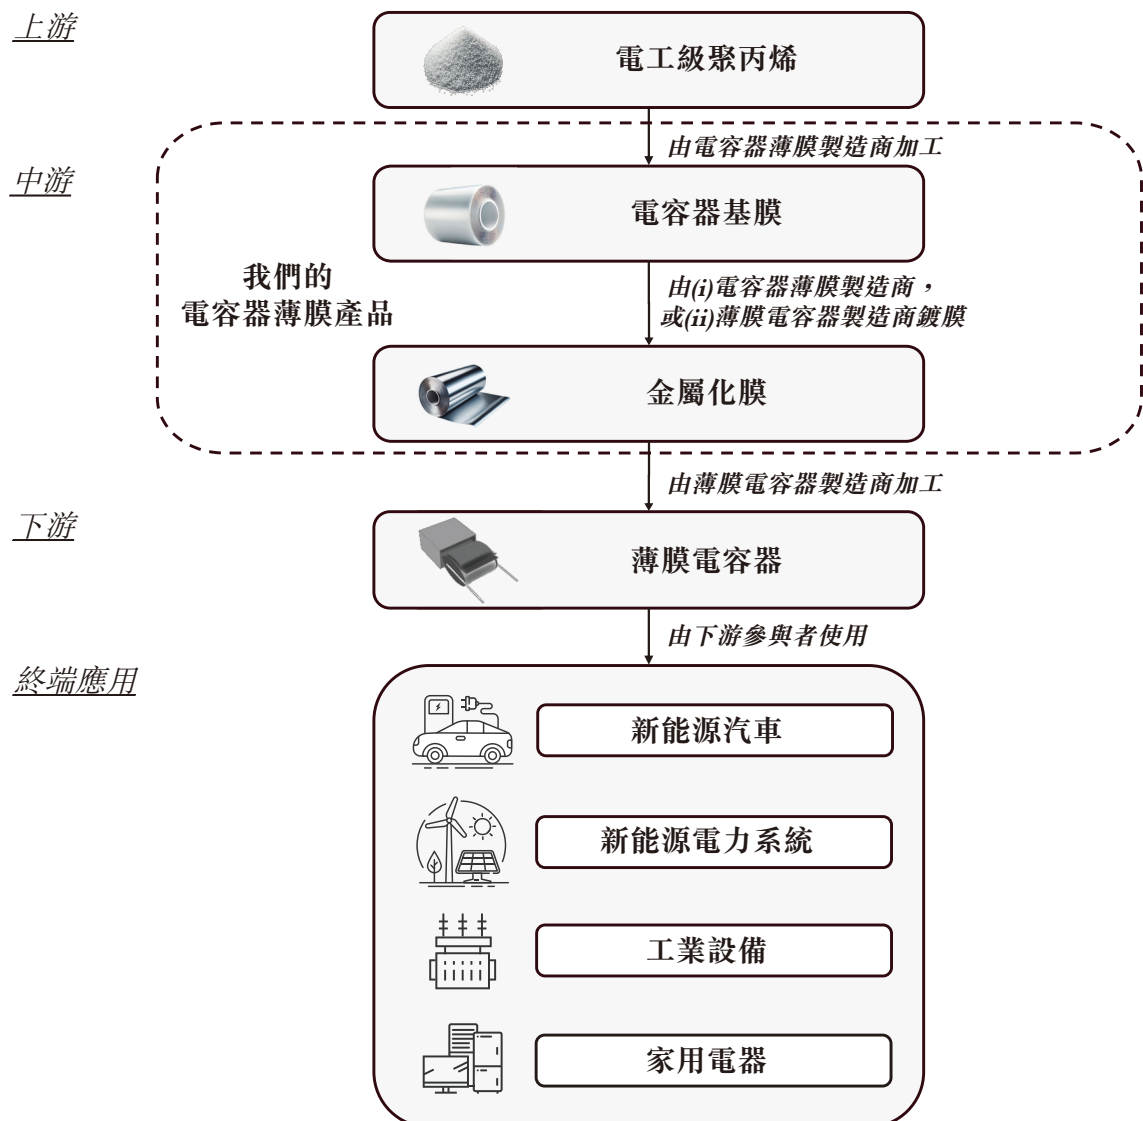 上游
電工級聚丙烯
由電容器薄膜製造商加工
中游
電容器基膜
我們的
電容器薄膜產品
由(i)電容器薄膜製造商，
或(ii)薄膜電容器製造商鍍膜
金屬化膜
由薄膜電容器製造商加工
下游
薄膜電容器
由下游參與者使用
終端應用
新能源汽車
新能源電力系統
工業設備
家用電器